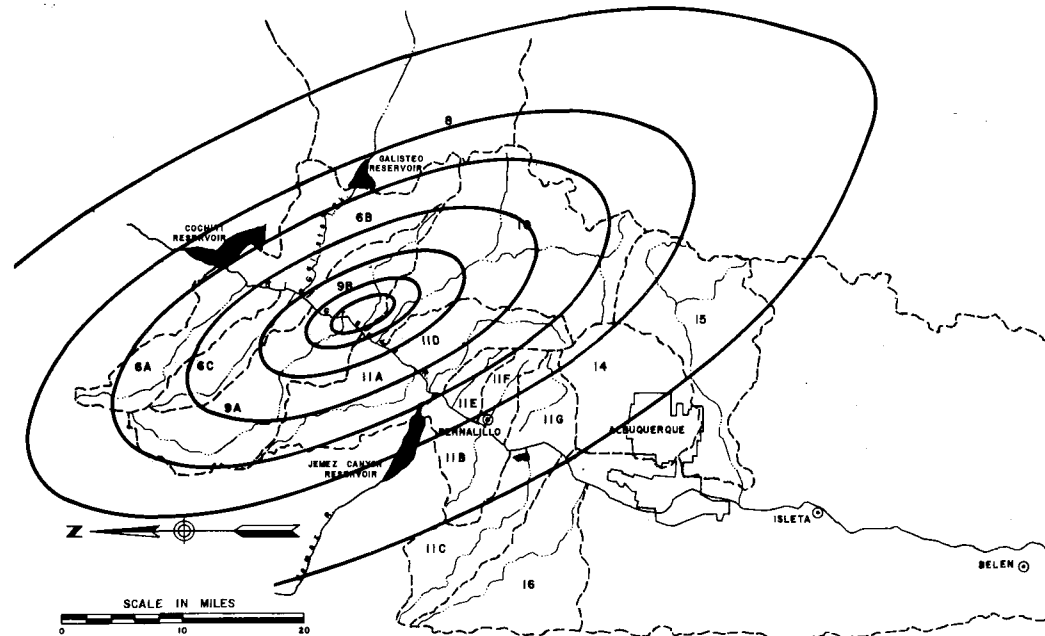 8
GALISTEO
RESERVOIR
6B
COCHITI
RESERVOIR
10
9B
15
11D
6A
6C
11A
11F
14
9A
11E
11G
BERNALILLO
ALBUQUERQUE
11B
JEMEZ CANYON
RESERVOIR
ISLETA
Z
11C
BELEN
16
SCALE IN MILES
0
10
20